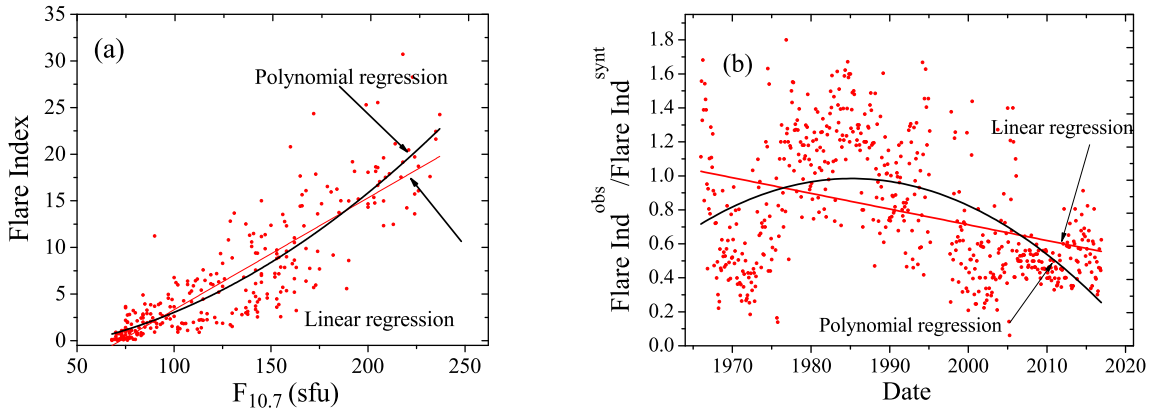 (a)
Polynomial regression
Linear regression
Flare Index
35
30
25
20
15
10
5
0
50
100
150
200
250
F10.7 (sfu)
(b)
Linear regression
Polynomial regression
Flare Ind obs /Flare Ind synt
1.8
1.6
1.4
1.2
1.0
0.8
0.6
0.4
0.2
0.0
1970
1980
1990
2000
2010
2020
Date